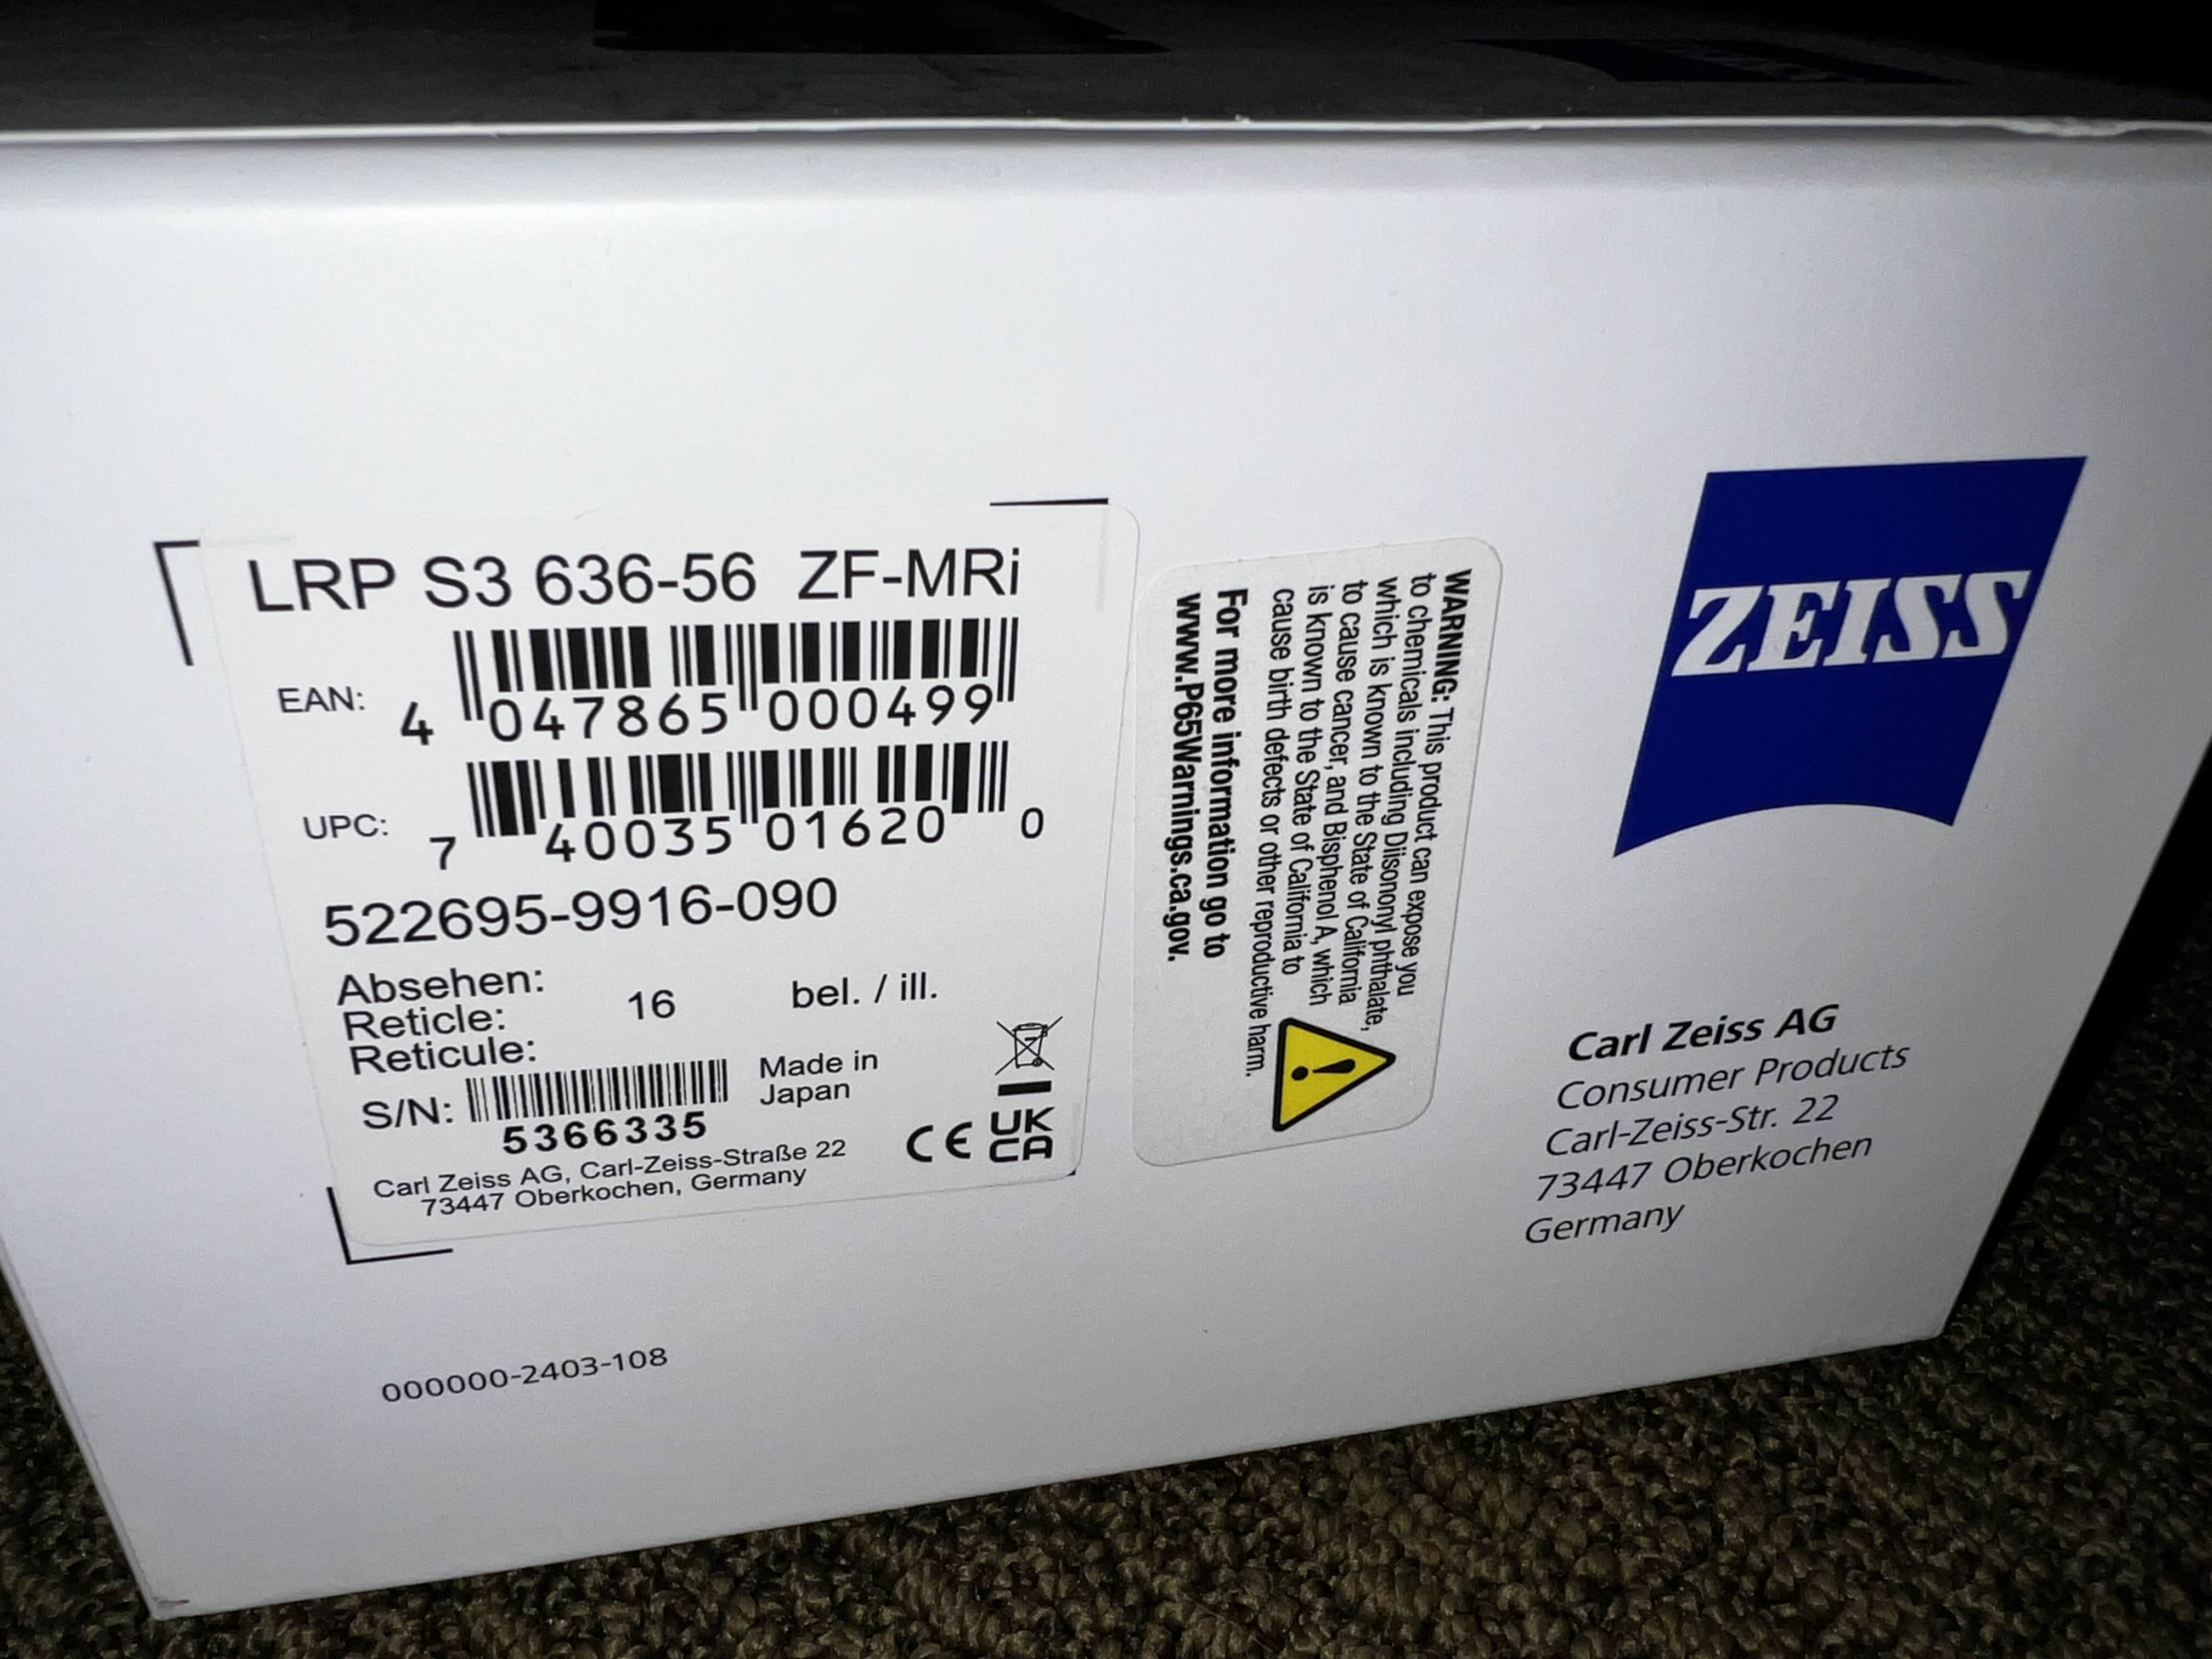 LRP S3 636-56 ZF-MRi
EAN: 4 047865 000499
UPC: 7 40035 01620 0
522695-9916-090
Absehen:
Reticle: 16 bel. / ill.
Reticule:
S/N: Made in
Japan
5366335
CE UK
CA
Carl Zeiss AG, Carl-Zeiss-Straße 22
73447 Oberkochen, Germany
000000-2403-108
WARNING: This product can expose you
to chemicals including Diisononyl phthalate,
which is known to the State of California
to cause cancer, and Bisphenol A, which
is known to the State of California to
cause birth defects or other reproductive harm.
For more information go to
www.P65Warnings.ca.gov.
ZEISS
Carl Zeiss AG
Consumer Products
Carl-Zeiss-Str. 22
73447 Oberkochen
Germany